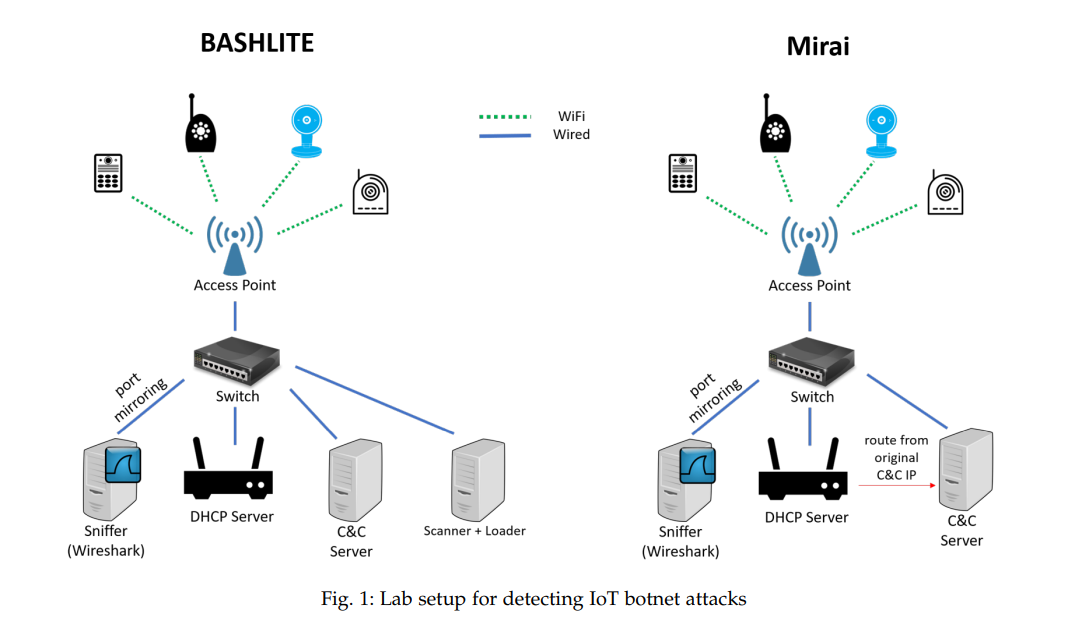 BASHLITE
Mirai
WiFi
Wired
Access Point
Access Point
port
mirroring
Switch
port
mirroring
Switch
route from
original
C&C IP
Sniffer
(Wireshark)
DHCP Server
C&C
Server
Scanner + Loader
Sniffer
(Wireshark)
DHCP Server
C&C
Server
Fig. 1: Lab setup for detecting IoT botnet attacks